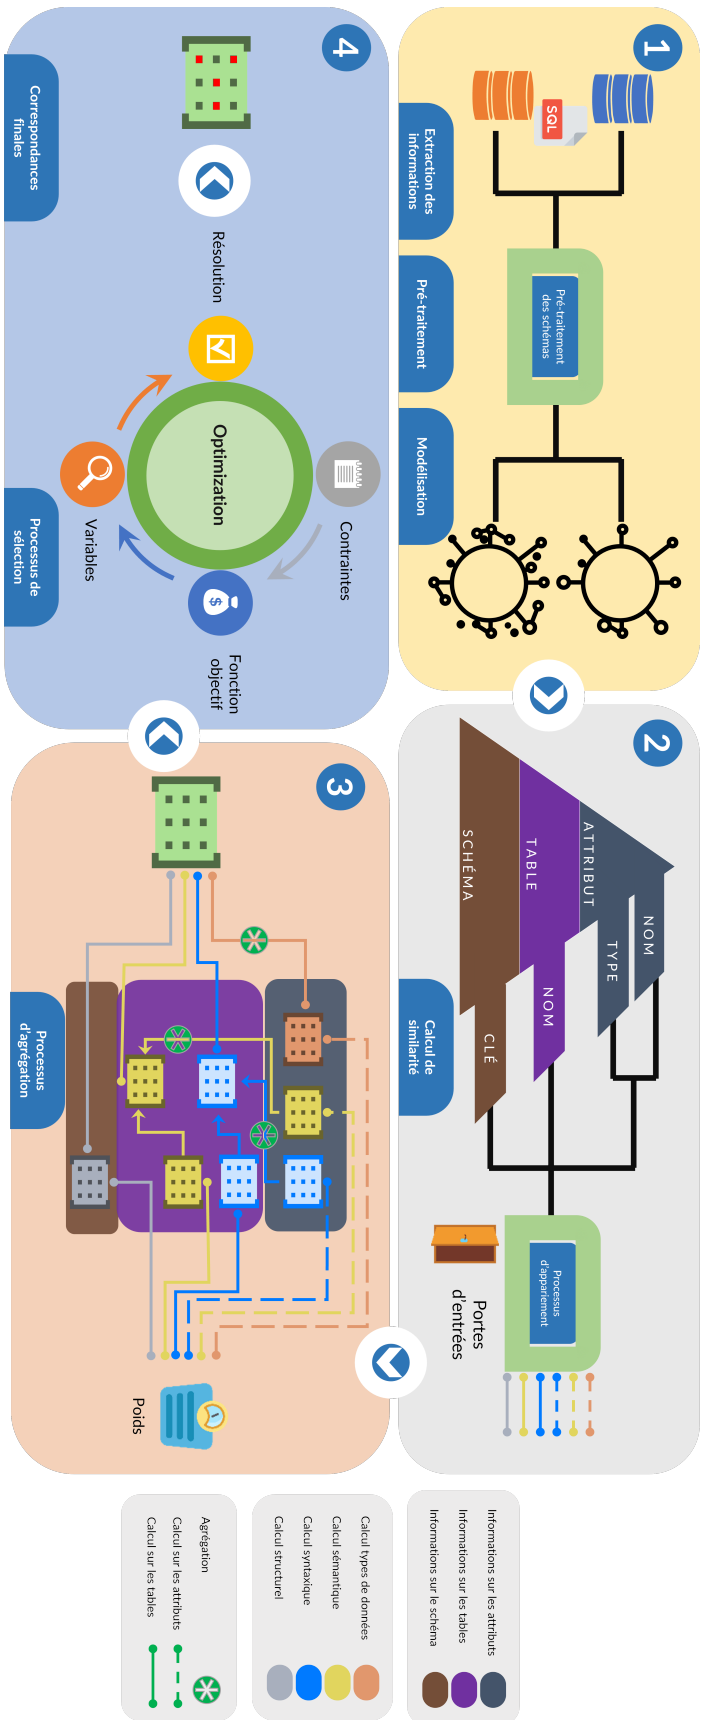 1
SQL
Extraction des
informations
Pré-traitement
des schémas
Pré-traitement
Modélisation
2
SCHÉMA
TABLE
ATTRIBUT
NOM
TYPE
NOM
CLÉ
Calcul de
similarité
Processus
d'appariement
Portes
d'entrées
3
Processus
d'agrégation
Poids
4
Correspondances
finales
Résolution
Optimization
Contraintes
Variables
Fonction
objectif
$
Processus de
sélection
Informations sur les attributs
Informations sur les tables
Informations sur le schéma
Calcul types de données
Calcul sémantique
Calcul syntaxique
Calcul structurel
Agrégation
Calcul sur les attributs
Calcul sur les tables